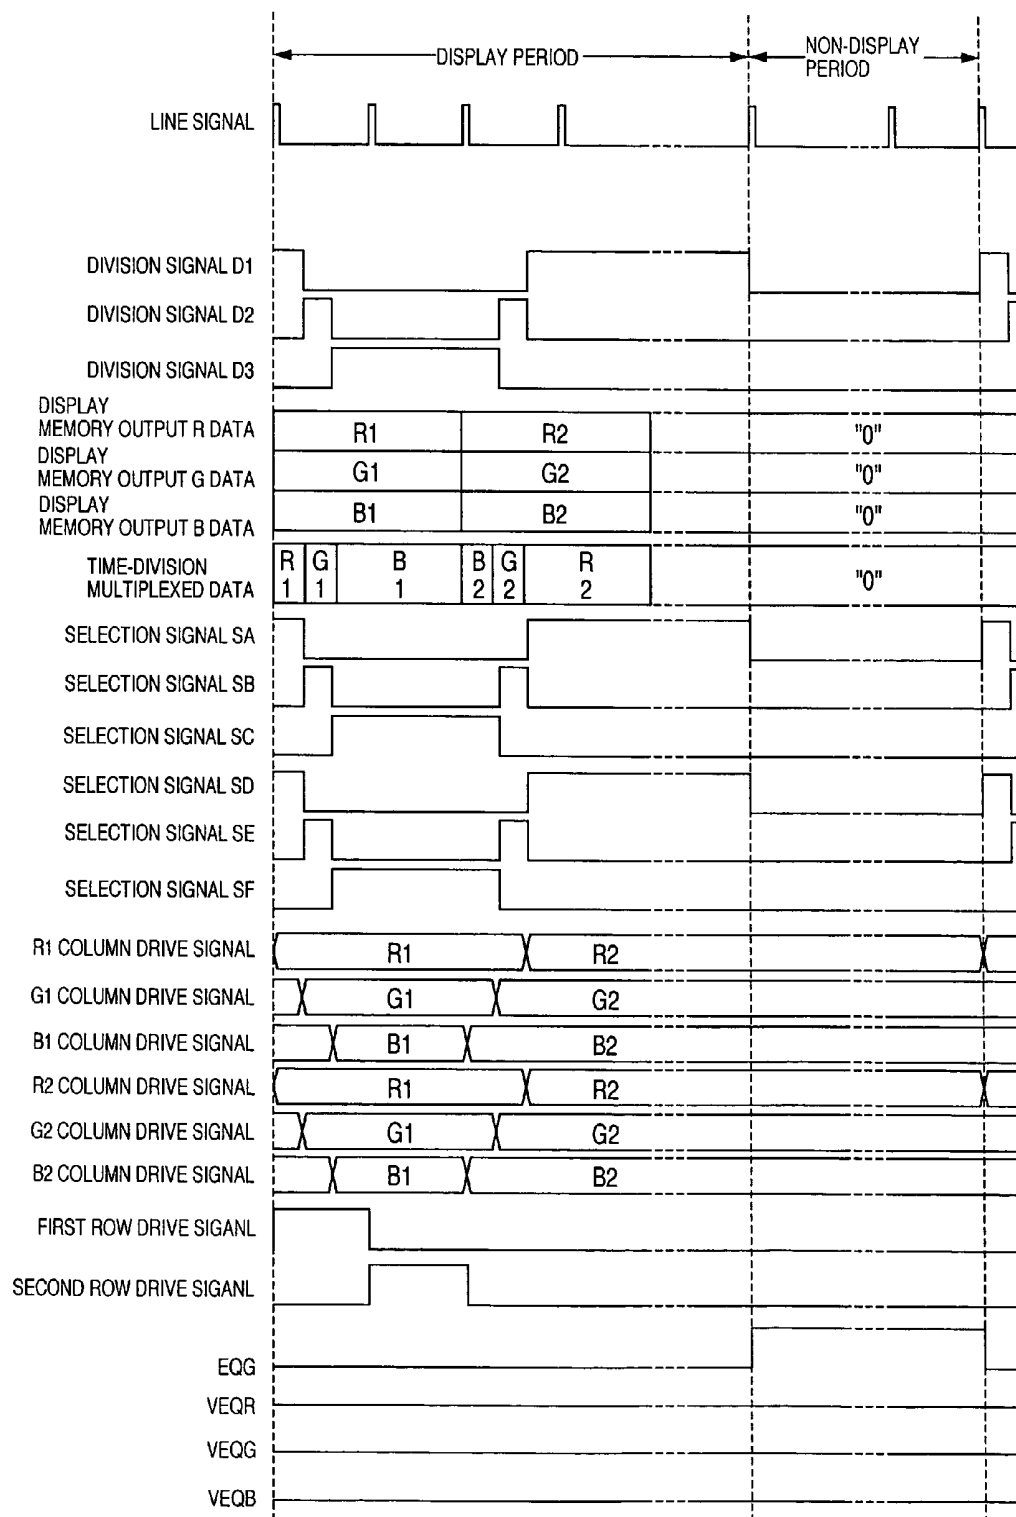 DISPLAY PERIOD
NON-DISPLAY
PERIOD
LINE SIGNAL
DIVISION SIGNAL D1
DIVISION SIGNAL D2
DIVISION SIGNAL D3
DISPLAY
MEMORY OUTPUT R DATA
R1 R2 "0"
DISPLAY
MEMORY OUTPUT G DATA
G1 G2 "0"
DISPLAY
MEMORY OUTPUT B DATA
B1 B2 "0"
TIME-DIVISION
MULTIPLEXED DATA
R G B B G R
1 1 1 2 2 2
"0"
SELECTION SIGNAL SA
SELECTION SIGNAL SB
SELECTION SIGNAL SC
SELECTION SIGNAL SD
SELECTION SIGNAL SE
SELECTION SIGNAL SF
R1 COLUMN DRIVE SIGNAL R1 R2
G1 COLUMN DRIVE SIGNAL G1 G2
B1 COLUMN DRIVE SIGNAL B1 B2
R2 COLUMN DRIVE SIGNAL R1 R2
G2 COLUMN DRIVE SIGNAL G1 G2
B2 COLUMN DRIVE SIGNAL B1 B2
FIRST ROW DRIVE SIGANL
SECOND ROW DRIVE SIGANL
EQG
VEQR
VEQG
VEQB